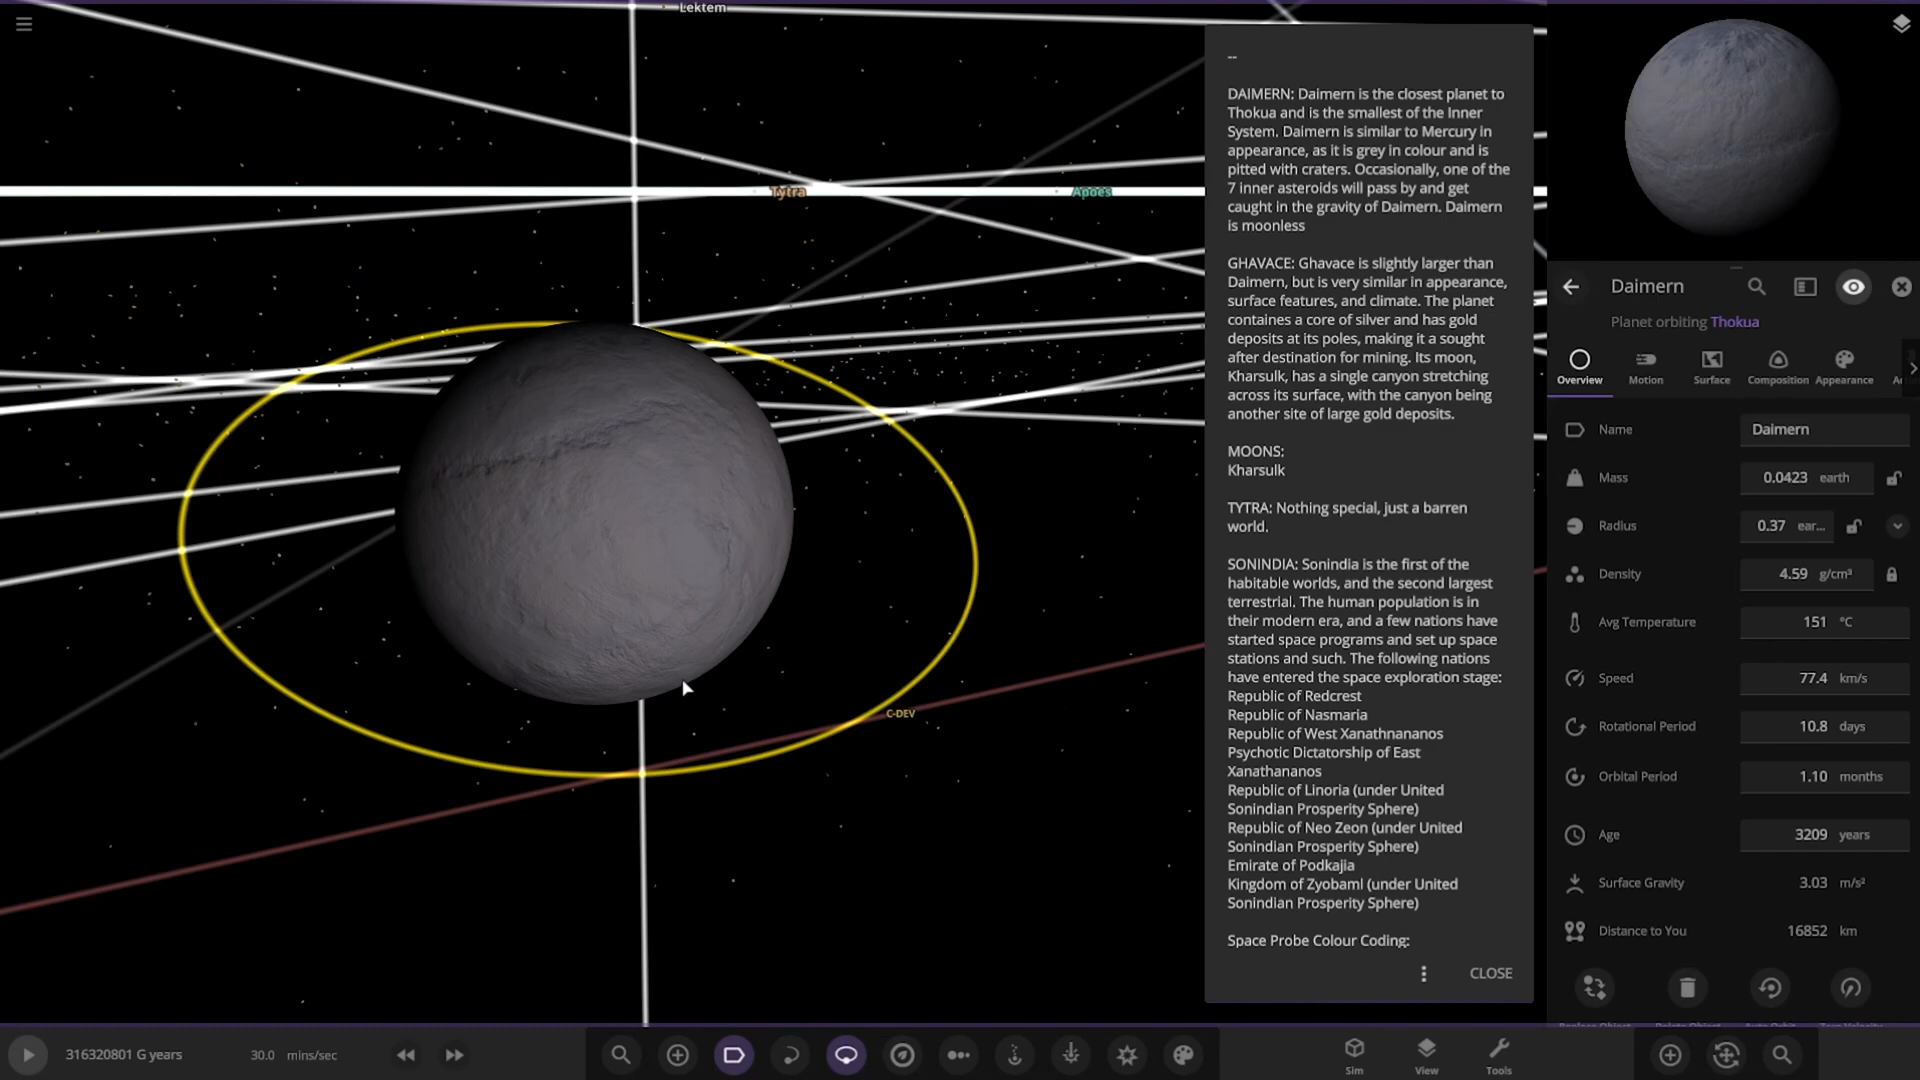 Lektem
Tytra
Apoes
C-DEV
--
DAIMERN: Daimern is the closest planet to
Thokua and is the smallest of the Inner
System. Daimern is similar to Mercury in
appearance, as it is grey in colour and is
pitted with craters. Occasionally, one of the
7 inner asteroids will pass by and get
caught in the gravity of Daimern. Daimern
is moonless
GHAVACE: Ghavace is slightly larger than
Daimern, but is very similar in appearance,
surface features, and climate. The planet
containes a core of silver and has gold
deposits at its poles, making it a sought
after destination for mining. Its moon,
Kharsulk, has a single canyon stretching
across its surface, with the canyon being
another site of large gold deposits.
MOONS:
Kharsulk
TYTRA: Nothing special, just a barren
world.
SONINDIA: Sonindia is the first of the
habitable worlds, and the second largest
terrestrial. The human population is in
their modern era, and a few nations have
started space programs and set up space
stations and such. The following nations
have entered the space exploration stage:
Republic of Redcrest
Republic of Nasmaria
Republic of West Xanathnananos
Psychotic Dictatorship of East
Xanathananos
Republic of Linoria (under United
Sonindian Prosperity Sphere)
Republic of Neo Zeon (under United
Sonindian Prosperity Sphere)
Emirate of Podkajia
Kingdom of Zyobaml (under United
Sonindian Prosperity Sphere)
Space Probe Colour Coding:
CLOSE
Daimern
Planet orbiting Thokua
Overview Motion Surface Composition Appearance
Name Daimern
Mass 0.0423 earth
Radius 0.37 ear...
Density 4.59 g/cm³
Avg Temperature 151 °C
Speed 77.4 km/s
Rotational Period 10.8 days
Orbital Period 1.10 months
Age 3209 years
Surface Gravity 3.03 m/s²
Distance to You 16852 km
316320801 G years 30.0 mins/sec
Sim View Tools